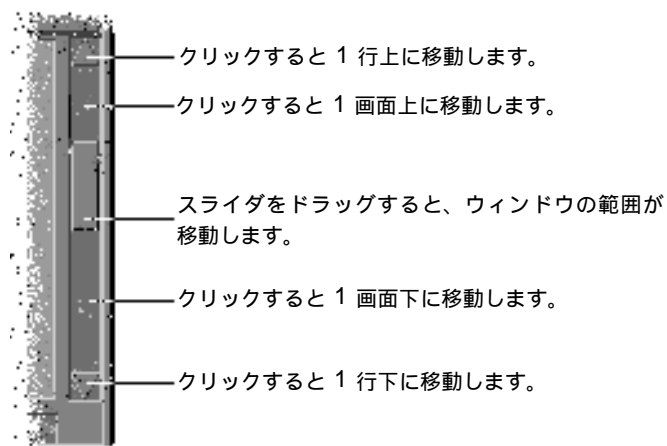 クリックすると 1 行上に移動します。
クリックすると 1 画面上に移動します。
スライダをドラッグすると、ウィンドウの範囲が
移動します。
クリックすると 1 画面下に移動します。
クリックすると 1 行下に移動します。